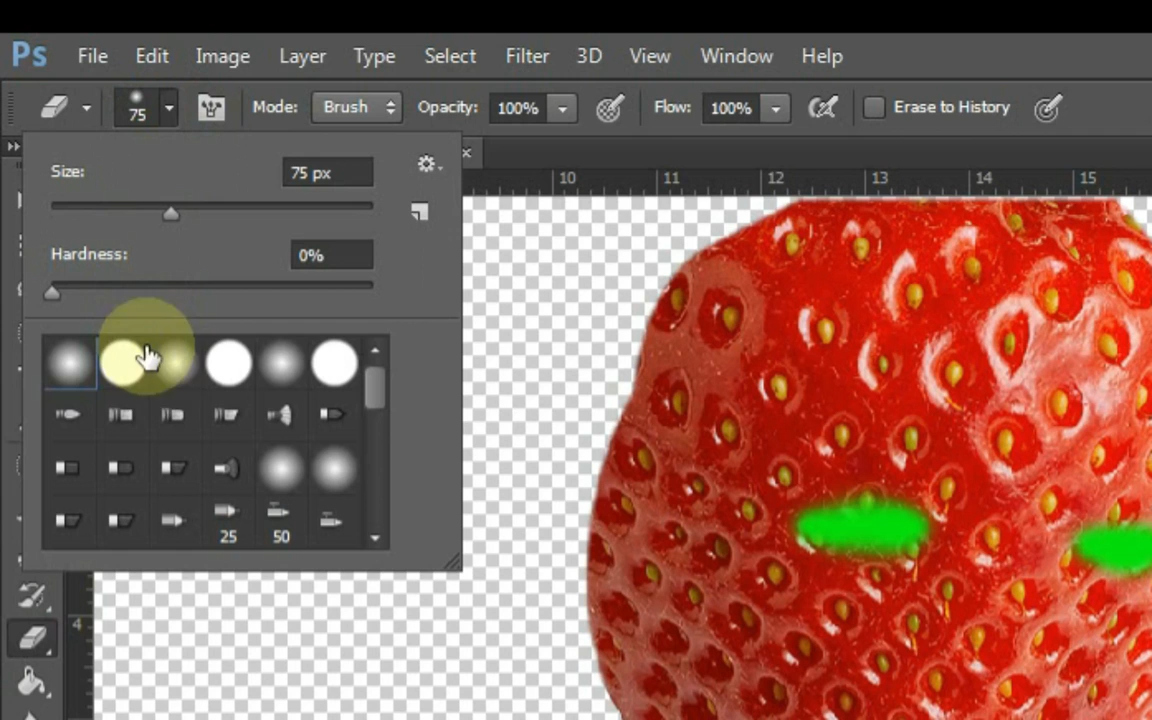 Ps File Edit Image Layer Type Select Filter 3D View Window Help
75 Mode: Brush Opacity: 100% Flow: 100% Erase to History
Size: 75 px
10 11 12 13 14 15
Hardness: 0%
25 50
4